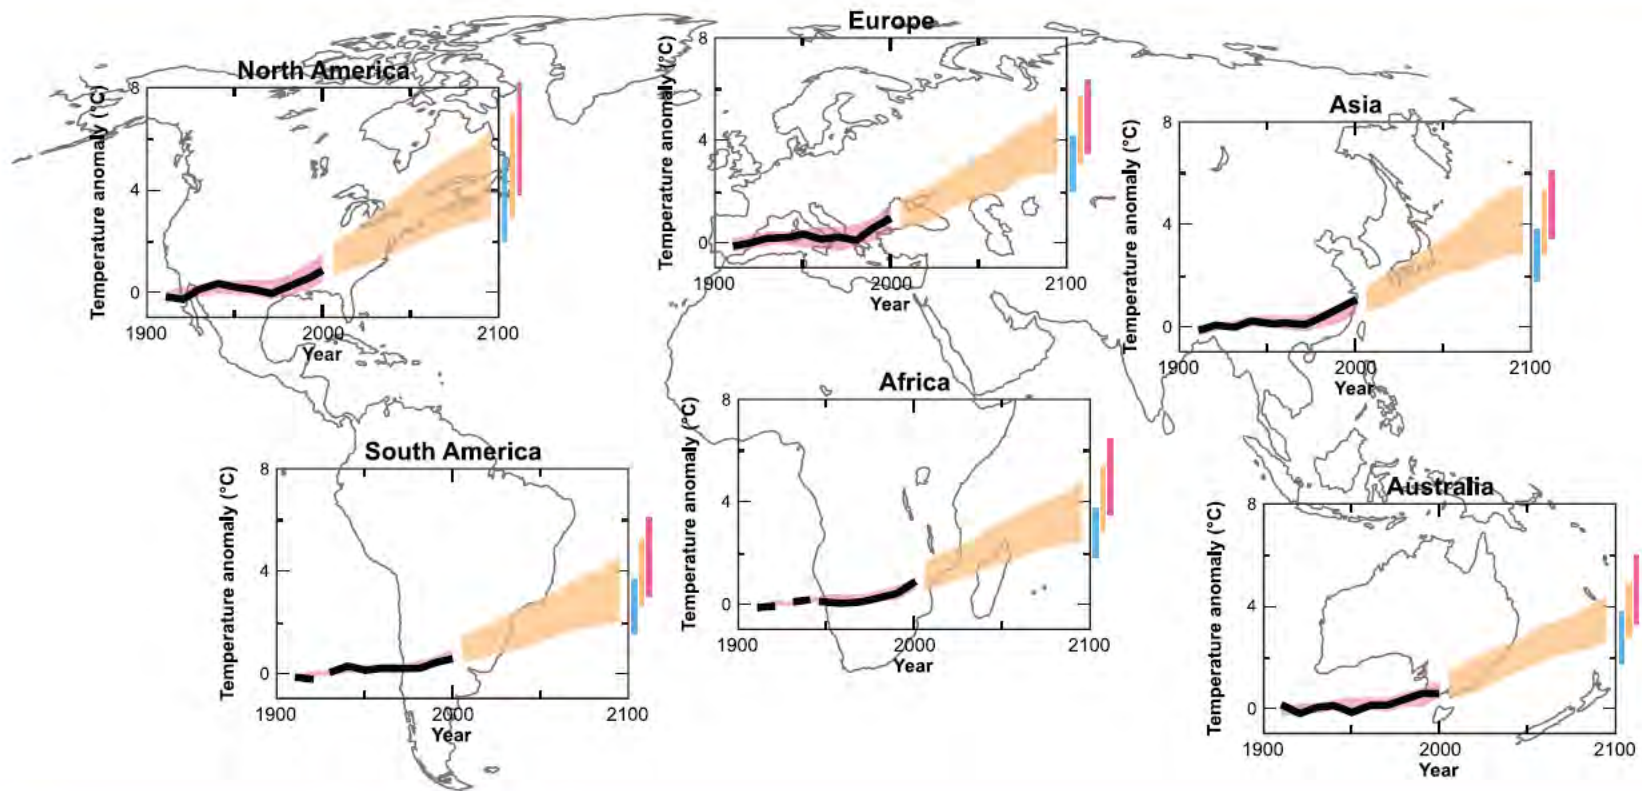 Europe
8
4
0
Temperature anomaly (°C)
1900
2000
2100
Year
North America
8
4
0
Temperature anomaly (°C)
1900
2000
2100
Year
Asia
8
4
0
Temperature anomaly (°C)
1900
2000
2100
Year
Africa
8
4
0
Temperature anomaly (°C)
1900
2000
2100
Year
South America
8
4
0
Temperature anomaly (°C)
1900
2000
2100
Year
Australia
8
4
0
Temperature anomaly (°C)
1900
2000
2100
Year